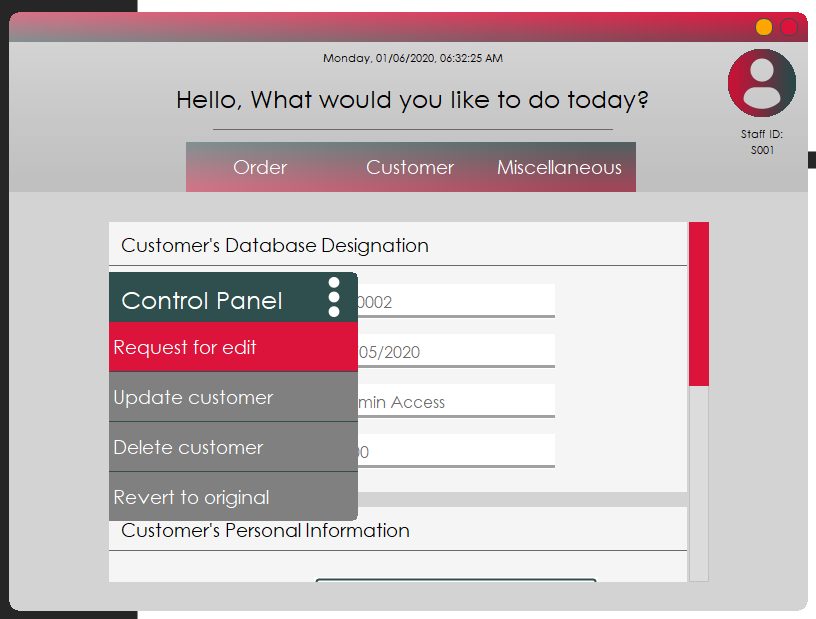 Monday, 01/06/2020, 06:32:25 AM
Hello, What would you like to do today?
Staff ID:
S001
Order Customer Miscellaneous
Customer's Database Designation
Control Panel
0002
Request for edit
05/2020
Update customer
min Access
Delete customer
Revert to original
Customer's Personal Information